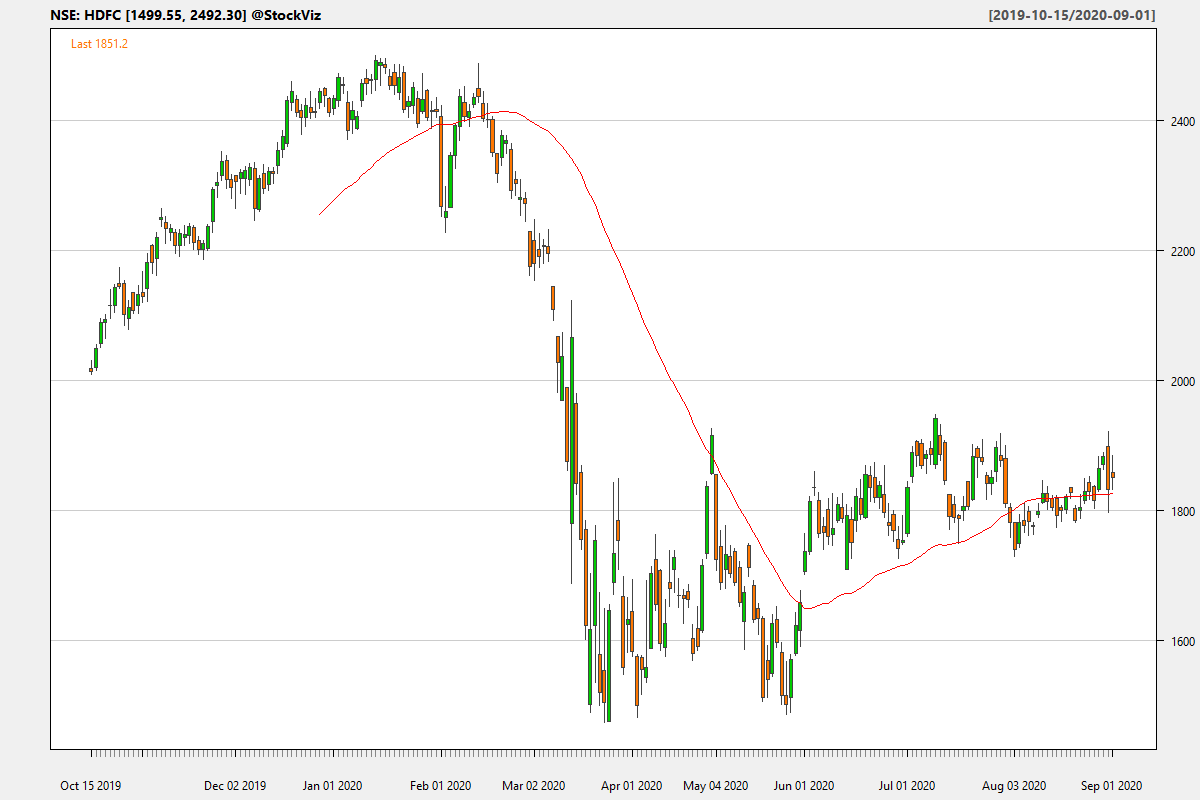 NSE: HDFC [1499.55, 2492.30] @StockViz [2019-10-15/2020-09-01]
Last 1851.2
2400
2200
2000
1800
1600
Oct 15 2019 Dec 02 2019 Jan 01 2020 Feb 01 2020 Mar 02 2020 Apr 01 2020 May 04 2020 Jun 01 2020 Jul 01 2020 Aug 03 2020 Sep 01 2020